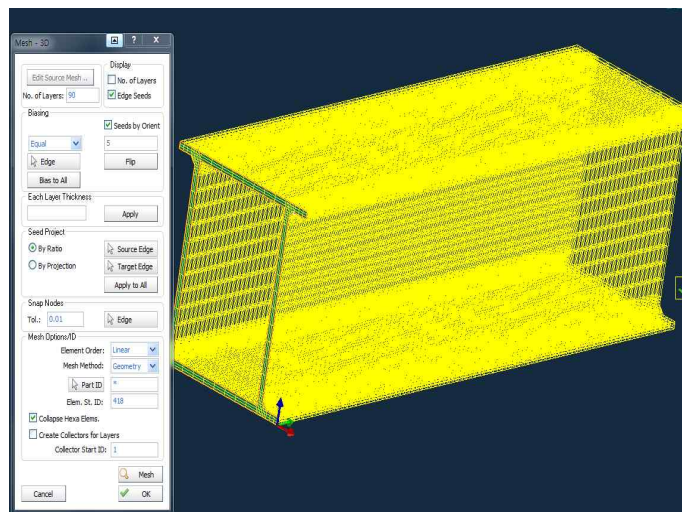 Mesh - 3D
?
X
Display
Edit Source Mesh ...
No. of Layers
No. of Layers: 90
Edge Seeds
Biasing
Seeds by Orient
Equal
5
Edge
Flip
Bias to All
Each Layer Thickness
Apply
Seed Project
By Ratio
Source Edge
By Projection
Target Edge
Apply to All
Snap Nodes
Tol.: 0.01
Edge
Mesh Options/ID
Element Order: Linear
Mesh Method: Geometry
Part ID *
Elem. St. ID: 418
Collapse Hexa Elems.
Create Collectors for Layers
Collector Start ID: 1
Mesh
Cancel
OK